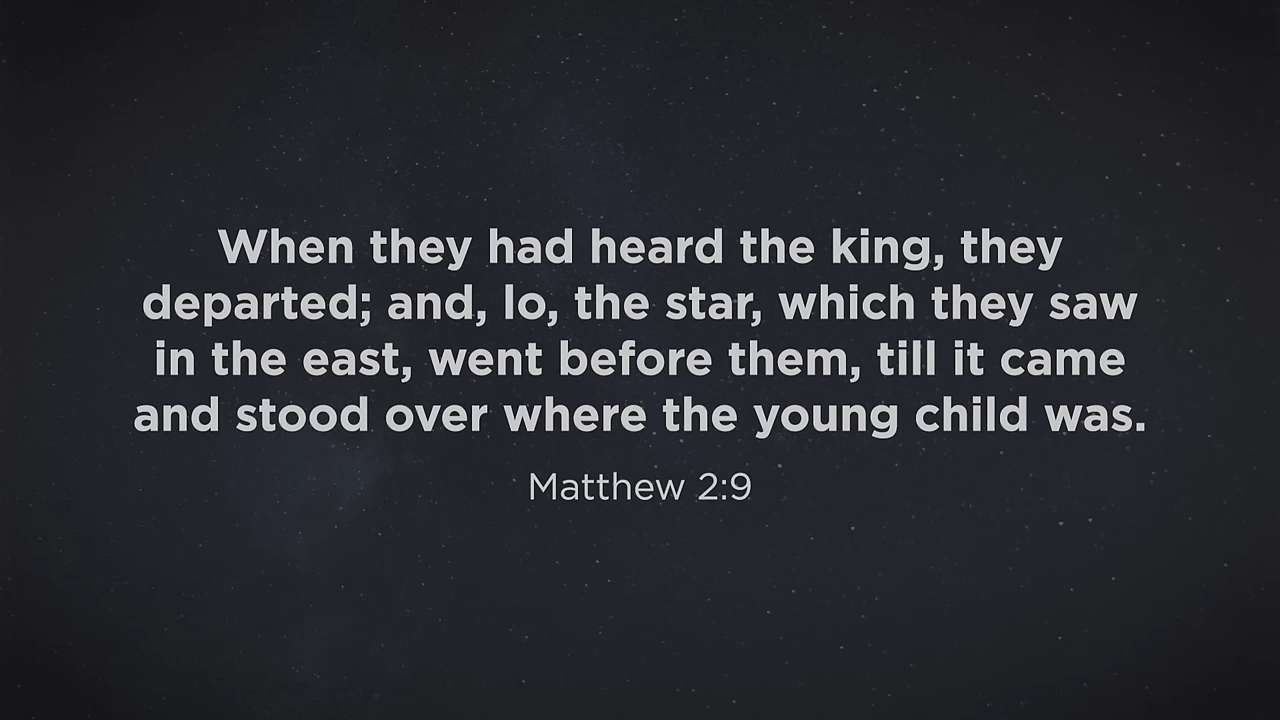 When they had heard the king, they
departed; and, lo, the star, which they saw
in the east, went before them, till it came
and stood over where the young child was.
Matthew 2:9